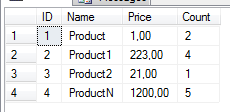 ID Name Price Count
1 1 Product 1,00 2
2 2 Product1 223,00 4
3 3 Product2 21,00 1
4 4 ProductN 1200,00 5